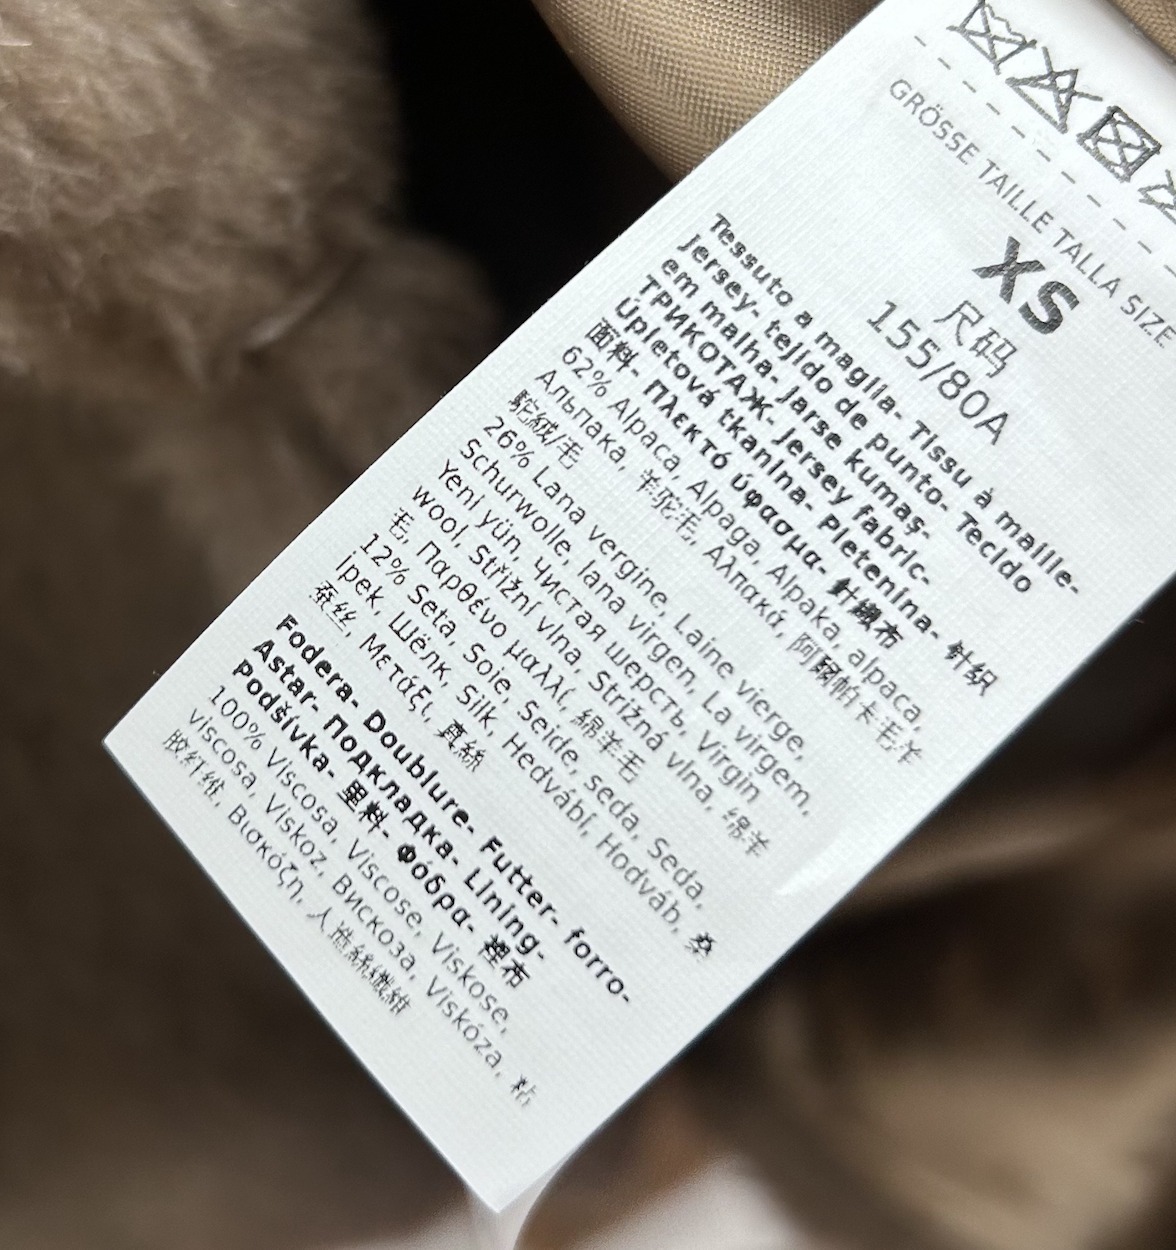 GRÖSSE TAILLE TALLA SIZE
XS
尺码
155/80A
Tessuto a maglia- Tissu à maille-
Jersey- tejido de punto- Tecido
em malha- Jarse kumaş-
ТРИКОТАЖ- Jersey fabric-
Úpletová tkanina- Pletenina- 针织
面料- Πλεκτό ύφασμα- 針織布
62% Alpaca, Alpaga, Alpaka, alpaca,
Альпака, 羊驼毛, Αλπακά, 阿爾帕卡毛羊
駝絨/毛
26% Lana vergine, Laine vierge,
Schurwolle, lana virgen, La virgem,
Yeni yün, Чистая шерсть, Virgin
wool, Střižní vlna, Strižná vlna, 绵羊
毛, Παρθένο μαλλί, 綿羊毛
12% Seta, Soie, Seide, seda, Seda,
İpek, Шёлк, Silk, Hedvábí, Hodváb, 桑
蚕丝, Μετάξι, 真絲
Fodera- Doublure- Futter- forro-
Astar- Подкладка- Lining-
Podšívka- 里料- Φόδρα- 裡布
100% Viscosa, Viscose, Viskose,
viscosa, Viskoz, Вискоза, Viskóza, 粘
胶纤维, Βισκόζη, 人造絲纖維